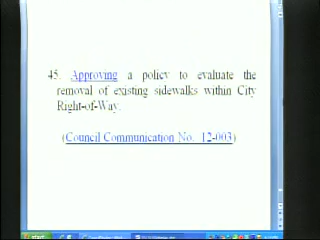 45. Approving a policy to evaluate the
removal of existing sidewalks within City
Right-of-Way.
(Council Communication No. 12-003)
start